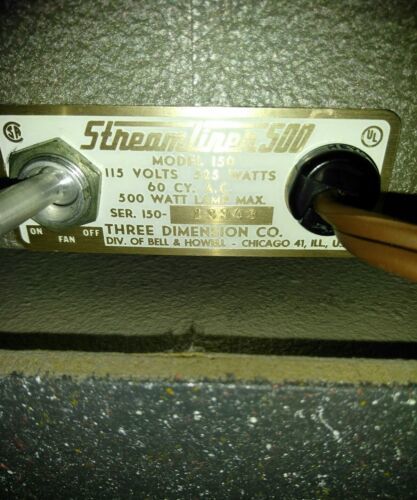 Streamliner 500
MODEL 150
115 VOLTS 525 WATTS
60 CY. A.C.
500 WATT LAMP MAX.
SER. 150-
ON FAN OFF
THREE DIMENSION CO.
DIV. OF BELL & HOWELL - CHICAGO 41, ILL., U.
UL